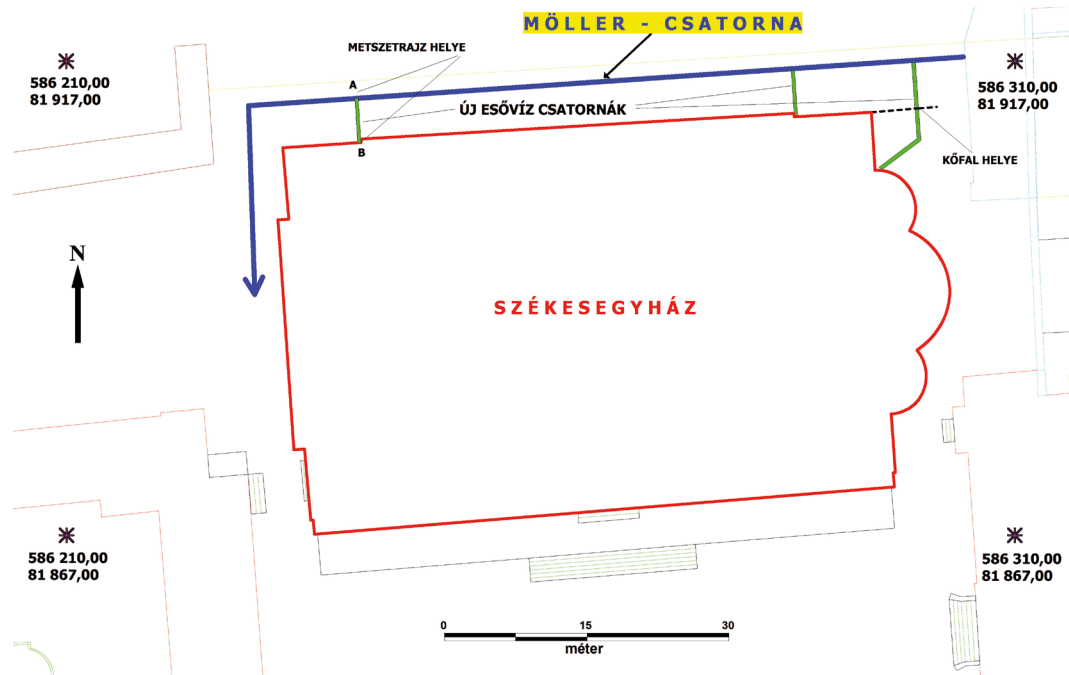 MÖLLER - CSATORNA
METSZETRAJZ HELYE
586 210,00
81 917,00
586 310,00
81 917,00
A
ÚJ ESŐVÍZ CSATORNÁK
B
KŐFAL HELYE
N
SZÉKESEGYHÁZ
586 210,00
81 867,00
586 310,00
81 867,00
0 15 30
méter